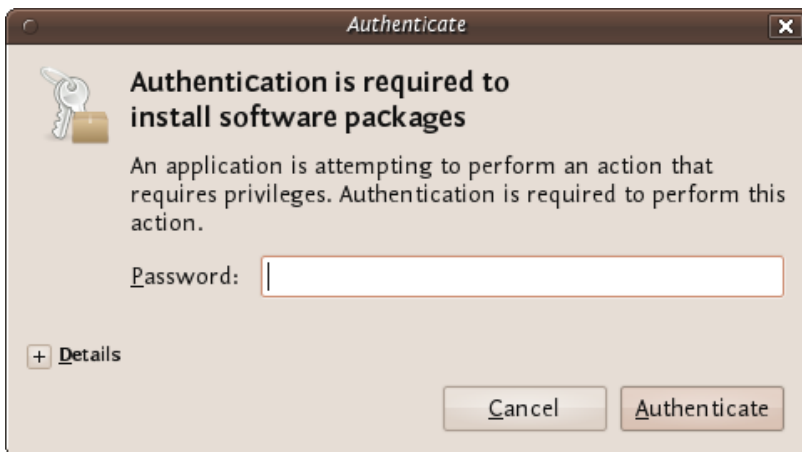 Authenticate
Authentication is required to
install software packages
An application is attempting to perform an action that
requires privileges. Authentication is required to perform this
action.
Password:
Details
Cancel Authenticate